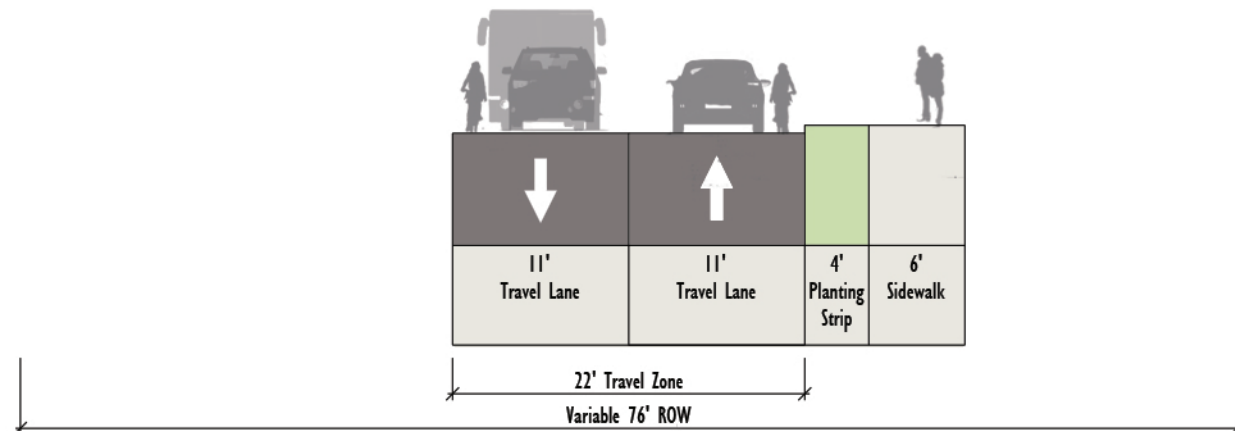 11'
Travel Lane
11'
Travel Lane
4'
Planting
Strip
6'
Sidewalk
22' Travel Zone
Variable 76' ROW